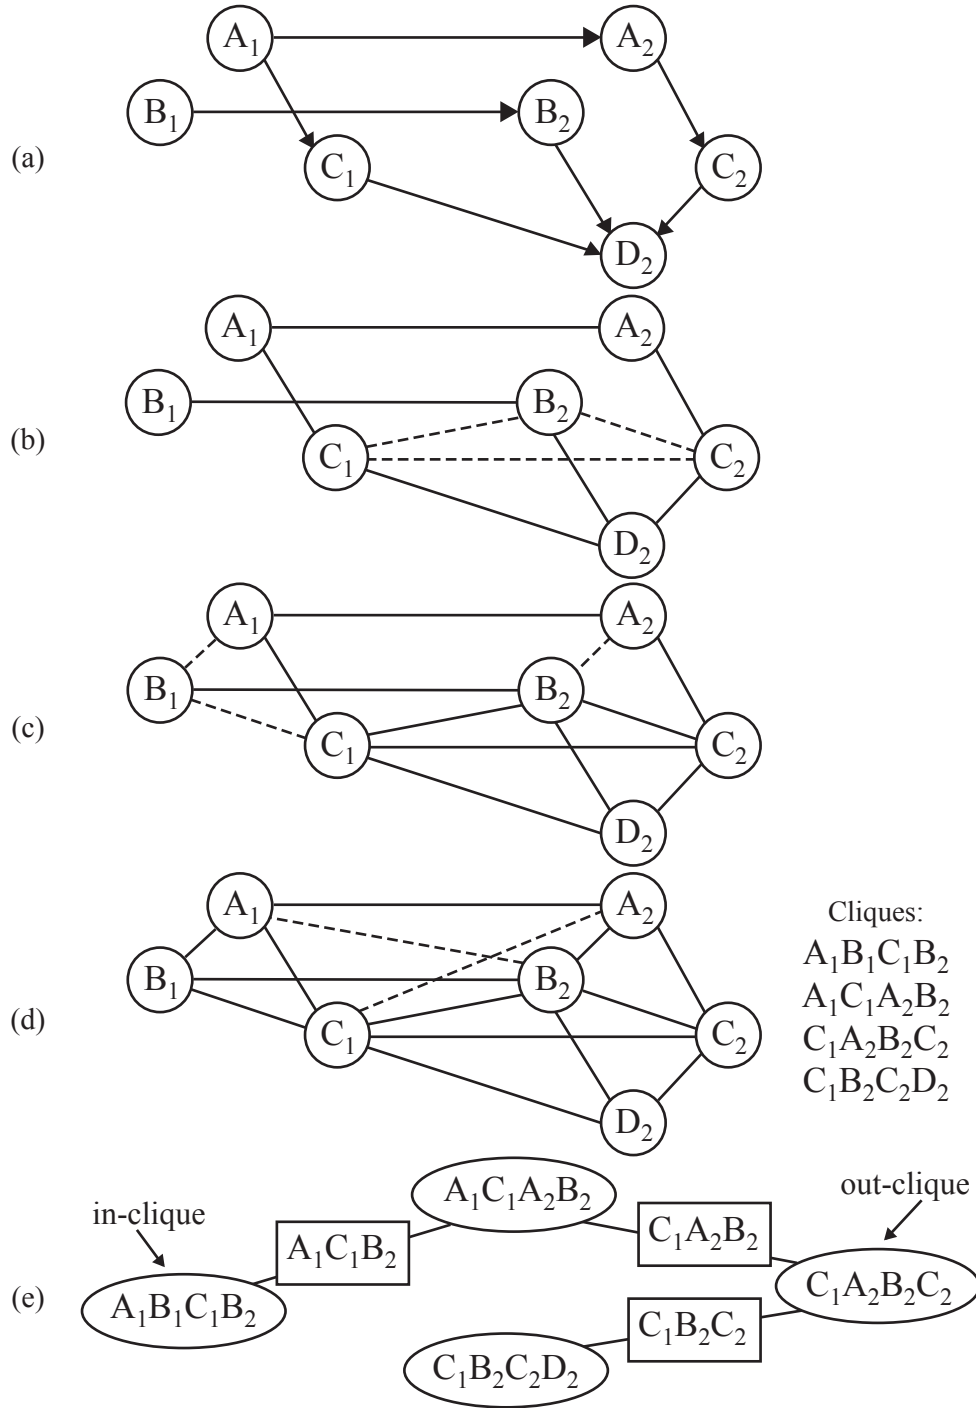 A₁ A₂
B₁ B₂
(a)
C₁ C₂
D₂
A₁ A₂
B₁ B₂
(b)
C₁ C₂
D₂
A₁ A₂
B₁ B₂
(c)
C₁ C₂
D₂
A₁ A₂
B₁ B₂
(d)
C₁ C₂
D₂
Cliques:
A₁B₁C₁B₂
A₁C₁A₂B₂
C₁A₂B₂C₂
C₁B₂C₂D₂
(e)
in-clique
out-clique
A₁B₁C₁B₂
A₁C₁B₂
A₁C₁A₂B₂
C₁A₂B₂
C₁A₂B₂C₂
C₁B₂C₂
C₁B₂C₂D₂